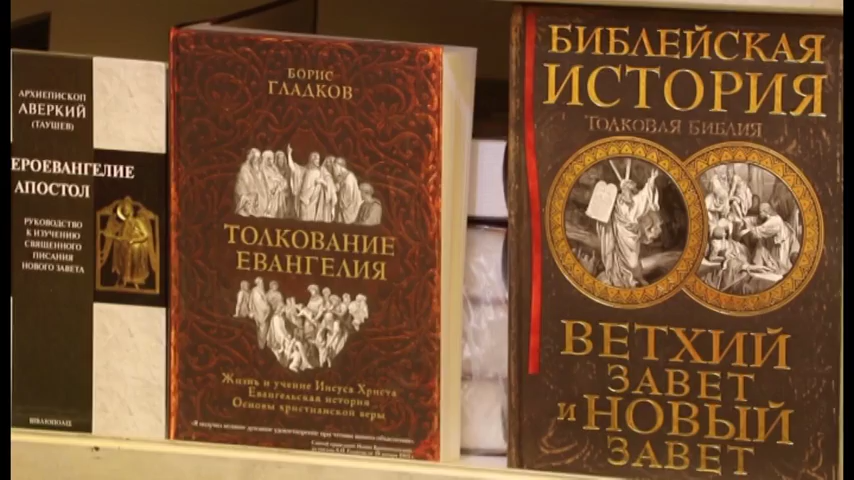 АРХИЕПИСКОП
АВЕРКИЙ
(ТАУШЕВ)
ЕРОЕВАНГЕЛИЕ
АПОСТОЛ
РУКОВОДСТВО
К ИЗУЧЕНИЮ
СВЯЩЕННОГО
ПИСАНИЯ
НОВОГО ЗАВЕТА
БИБЛИОПОЛИС
БОРИС
ГЛАДКОВ
ТОЛКОВАНИЕ
ЕВАНГЕЛИЯ
Жизнь и учение Иисуса Христа
Евангельская история
Основы христианской веры
БИБЛЕЙСКАЯ
ИСТОРИЯ
ТОЛКОВАЯ БИБЛИЯ
ВЕТХИЙ
ЗАВЕТ
И НОВЫЙ
ЗАВЕТ